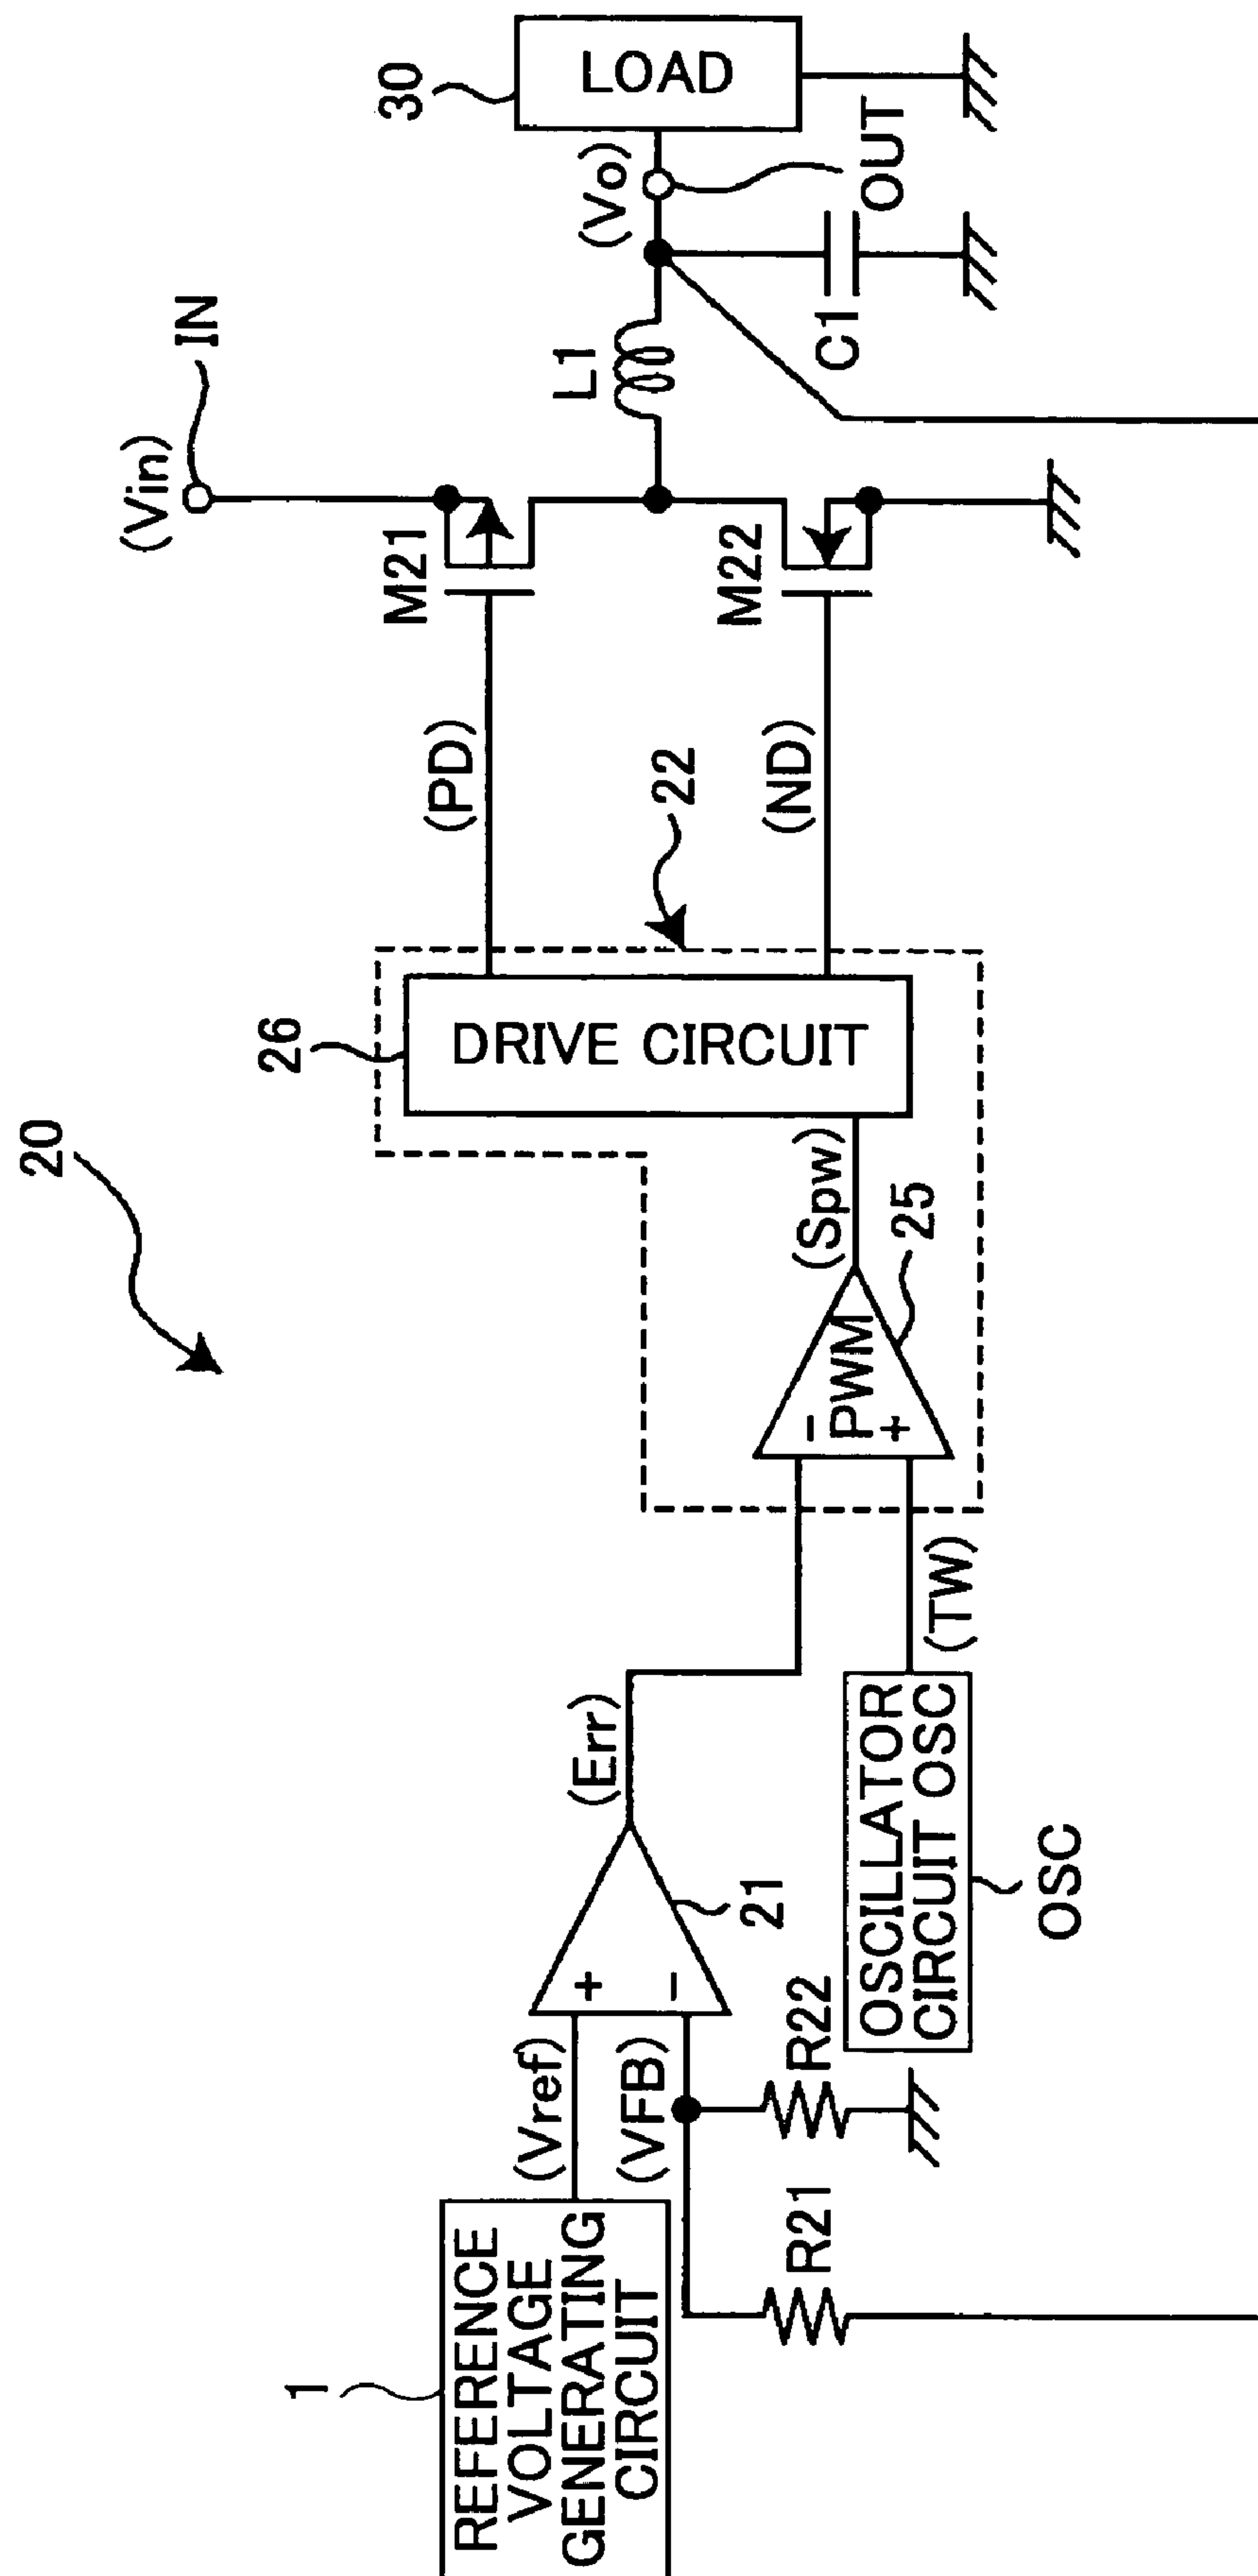 20
1
REFERENCE
VOLTAGE
GENERATING
CIRCUIT
(Vref)
(VFB)
+
−
21
(Err)
R21
R22
OSCILLATOR
CIRCUIT OSC
OSC
(TW)
−
PWM
+
25
(Spw)
26
DRIVE CIRCUIT
22
(PD)
(ND)
M21
M22
(Vin)
IN
L1
C1
(Vo)
OUT
30
LOAD